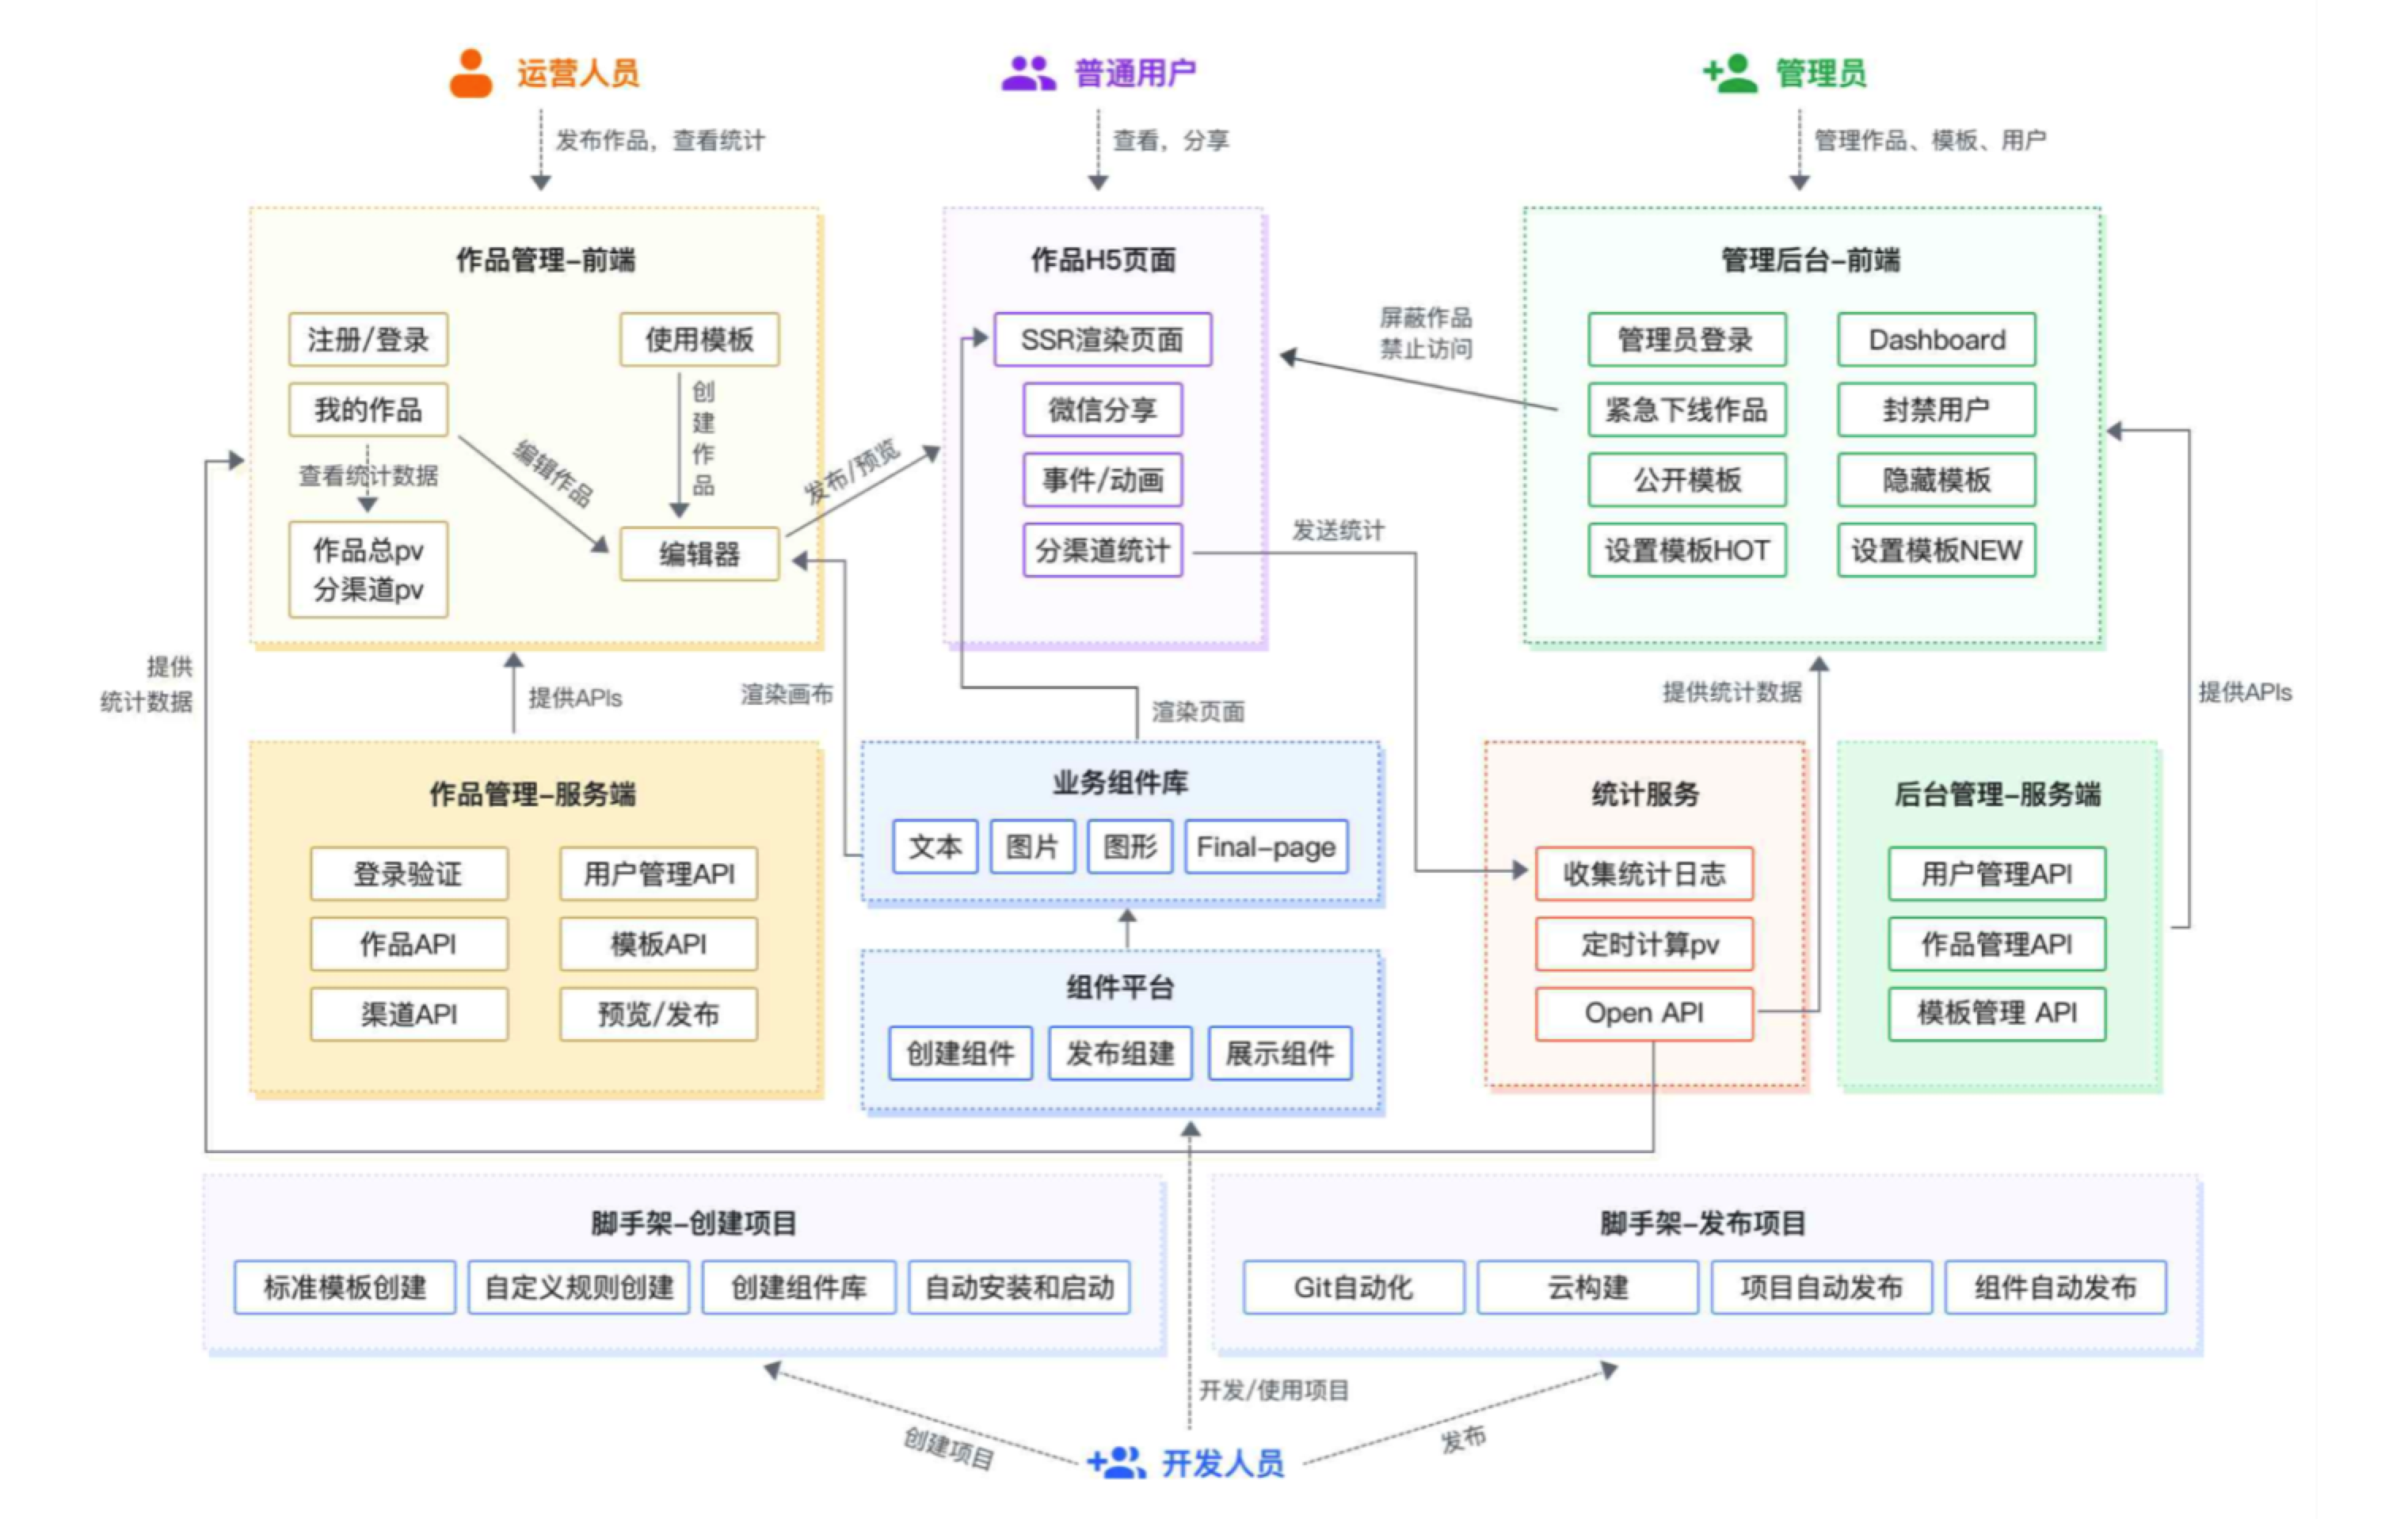 运营人员
普通用户
管理员
发布作品，查看统计
查看，分享
管理作品、模板、用户
作品管理-前端
注册/登录
使用模板
我的作品
创建作品
编辑作品
查看统计数据
作品总pv
分渠道pv
编辑器
发布/预览
作品H5页面
SSR渲染页面
微信分享
事件/动画
分渠道统计
屏蔽作品
禁止访问
发送统计
管理后台-前端
管理员登录
Dashboard
紧急下线作品
封禁用户
公开模板
隐藏模板
设置模板HOT
设置模板NEW
提供
统计数据
提供APIs
渲染画布
渲染页面
提供统计数据
提供APIs
作品管理-服务端
登录验证
用户管理API
作品API
模板API
渠道API
预览/发布
业务组件库
文本
图片
图形
Final-page
组件平台
创建组件
发布组建
展示组件
统计服务
收集统计日志
定时计算pv
Open API
后台管理-服务端
用户管理API
作品管理API
模板管理 API
脚手架-创建项目
标准模板创建
自定义规则创建
创建组件库
自动安装和启动
脚手架-发布项目
Git自动化
云构建
项目自动发布
组件自动发布
创建项目
开发/使用项目
发布
开发人员